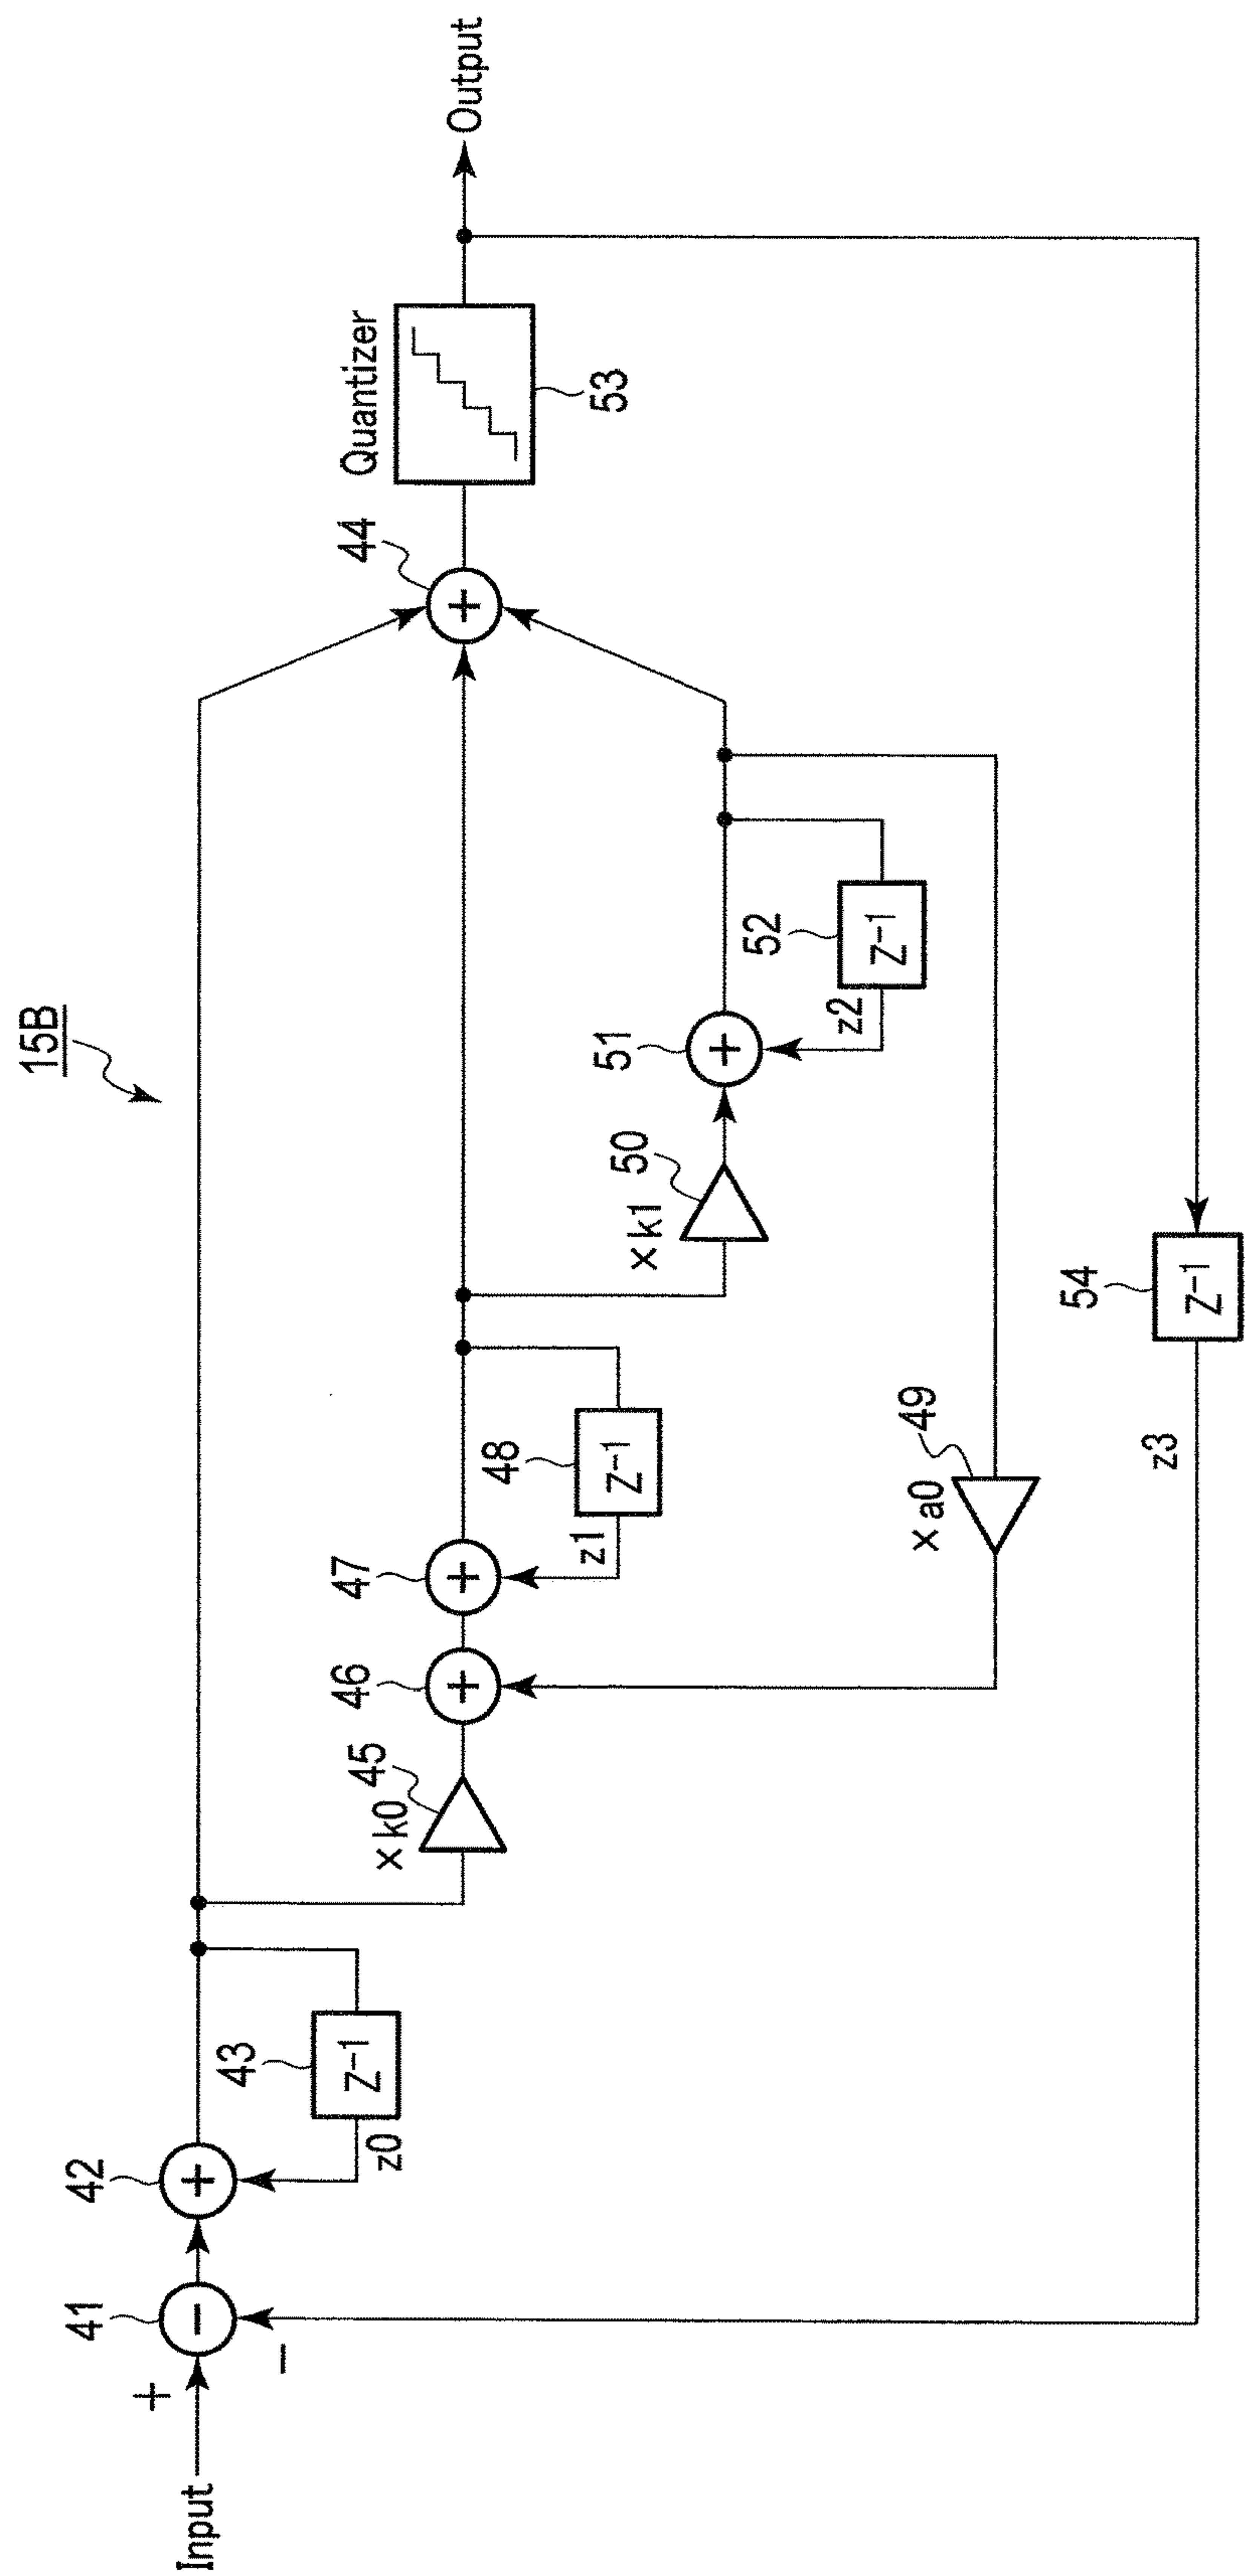 15B
Input
+
−
41
−
42
+
z0
43
Z−1
×k0
45
46
+
47
+
z1
48
Z−1
×k1
50
51
+
z2
52
Z−1
×a0
49
44
+
Quantizer
53
Output
54
Z−1
z3